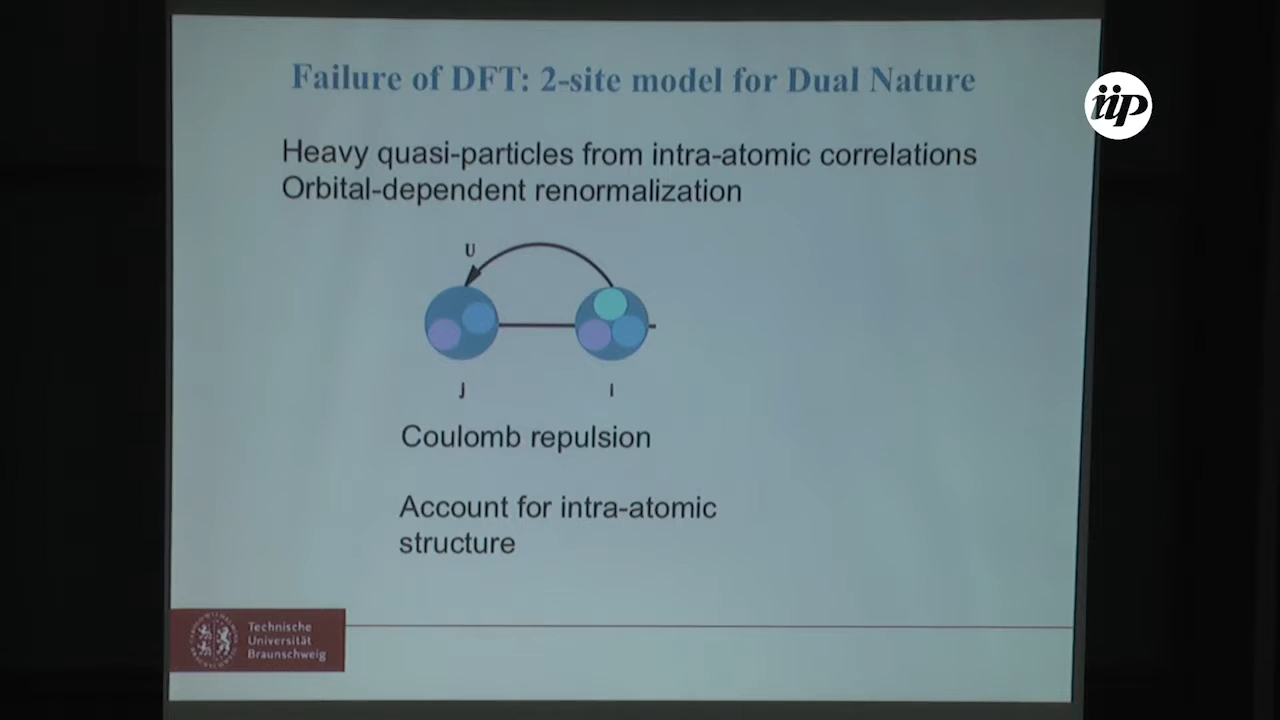 Failure of DFT: 2-site model for Dual Nature
iip
Heavy quasi-particles from intra-atomic correlations
Orbital-dependent renormalization
U
J I
Coulomb repulsion
Account for intra-atomic
structure
Technische
Universität
Braunschweig